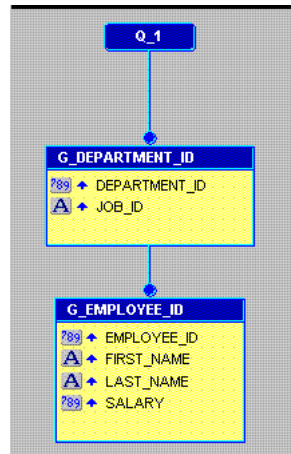 Q_1
G_DEPARTMENT_ID
789 DEPARTMENT_ID
A JOB_ID
G_EMPLOYEE_ID
789 EMPLOYEE_ID
A FIRST_NAME
A LAST_NAME
789 SALARY